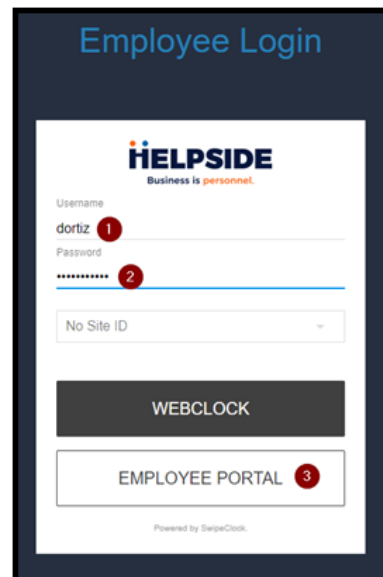 Employee Login
HELPSIDE
Business is personnel.
Username
dortiz 1
Password
••••••••••• 2
No Site ID
WEBCLOCK
EMPLOYEE PORTAL 3
Powered by SwipeClock.